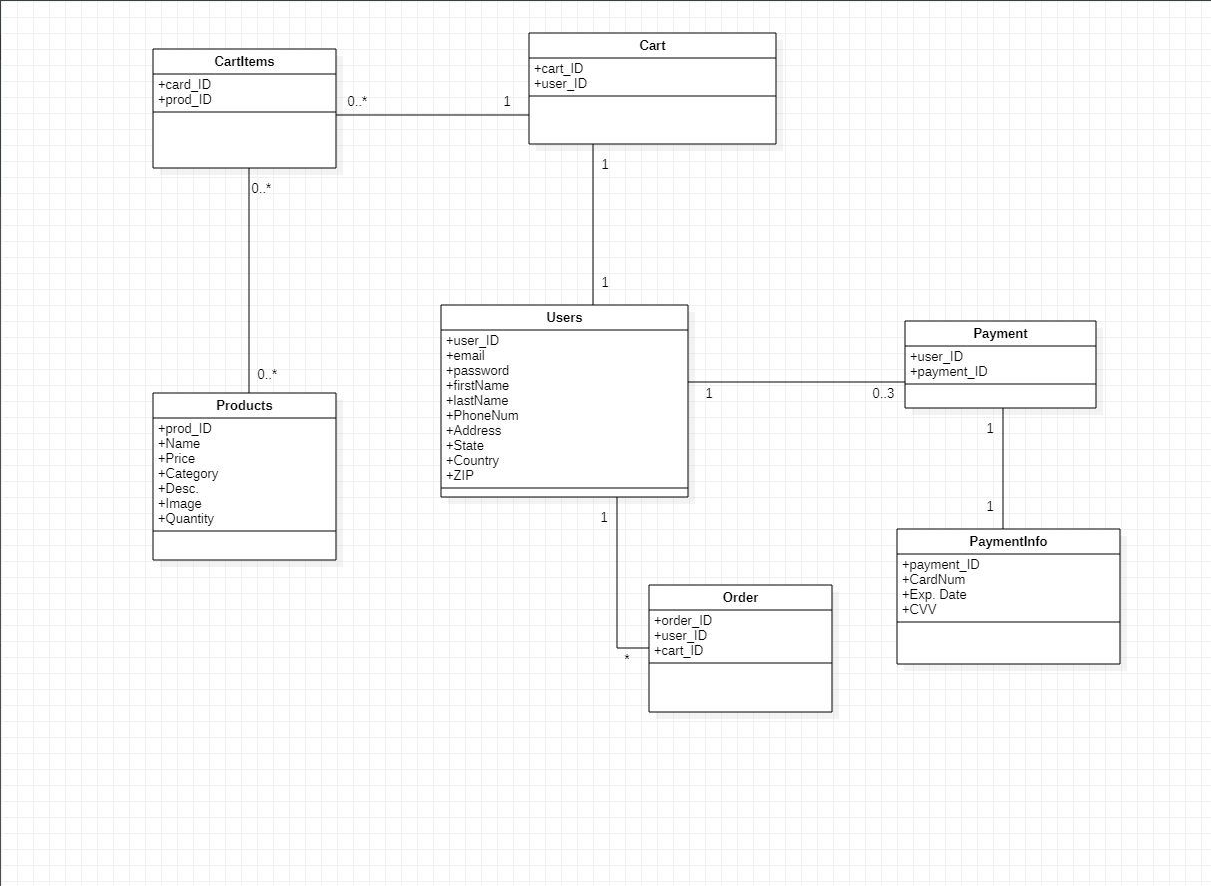 CartItems
+card_ID
+prod_ID
0..*
1
Cart
+cart_ID
+user_ID
1
1
0..*
0..*
Products
+prod_ID
+Name
+Price
+Category
+Desc.
+Image
+Quantity
Users
+user_ID
+email
+password
+firstName
+lastName
+PhoneNum
+Address
+State
+Country
+ZIP
1
0..3
Payment
+user_ID
+payment_ID
1
1
PaymentInfo
+payment_ID
+CardNum
+Exp. Date
+CVV
1
*
Order
+order_ID
+user_ID
+cart_ID